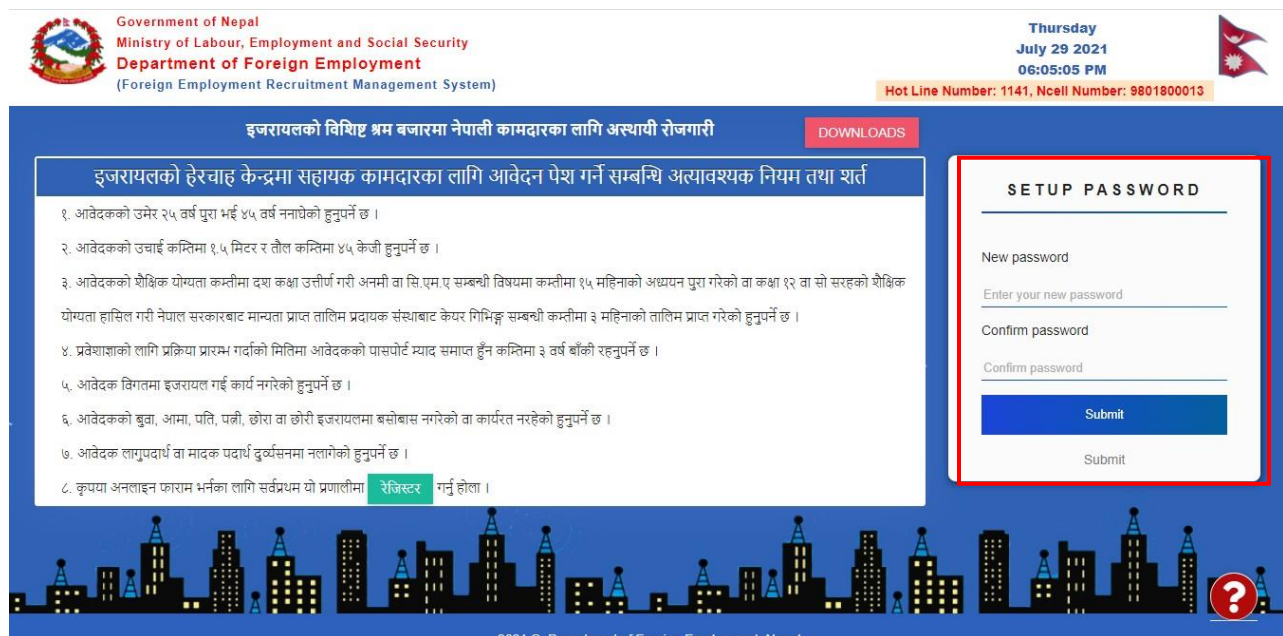 Government of Nepal
Ministry of Labour, Employment and Social Security
Department of Foreign Employment
(Foreign Employment Recruitment Management System)
Thursday
July 29 2021
06:05:05 PM
Hot Line Number: 1141, Ncell Number: 9801800013
इजरायलको विशिष्ट श्रम बजारमा नेपाली कामदारका लागि अस्थायी रोजगारी
DOWNLOADS
इजरायलको हेरचाह केन्द्रमा सहायक कामदारका लागि आवेदन पेश गर्ने सम्बन्धि अत्यावश्यक नियम तथा शर्त
१. आवेदकको उमेर २५ वर्ष पुरा भई ४५ वर्ष ननाघेको हुनुपर्ने छ ।
२. आवेदकको उचाई कम्तिमा १.५ मिटर र तौल कम्तिमा ४५ केजी हुनुपर्ने छ ।
३. आवेदकको शैक्षिक योग्यता कम्तीमा दश कक्षा उत्तीर्ण गरी अनमी वा सि.एम.ए सम्बन्धी विषयमा कम्तीमा १५ महिनाको अध्ययन पुरा गरेको वा कक्षा १२ वा सो सरहको शैक्षिक
योग्यता हासिल गरी नेपाल सरकारबाट मान्यता प्राप्त तालिम प्रदायक संस्थाबाट केयर गिभिङ्ग सम्बन्धी कम्तीमा ३ महिनाको तालिम प्राप्त गरेको हुनुपर्ने छ ।
४. प्रवेशाज्ञाको लागि प्रक्रिया प्रारम्भ गर्दाको मितिमा आवेदकको पासपोर्ट म्याद समाप्त हुँन कम्तिमा ३ वर्ष बाँकी रहनुपर्ने छ ।
५. आवेदक विगतमा इजरायल गई कार्य नगरेको हुनुपर्ने छ ।
६. आवेदकको बुवा, आमा, पति, पत्नी, छोरा वा छोरी इजरायलमा बसोबास नगरेको वा कार्यरत नरहेको हुनुपर्ने छ ।
७. आवेदक लागुपदार्थ वा मादक पदार्थ दुर्व्यसनमा नलागेको हुनुपर्ने छ ।
८. कृपया अनलाइन फाराम भर्नका लागि सर्वप्रथम यो प्रणालीमा रेजिस्टर गर्नु होला ।
SETUP PASSWORD
New password
Enter your new password
Confirm password
Confirm password
Submit
Submit
?